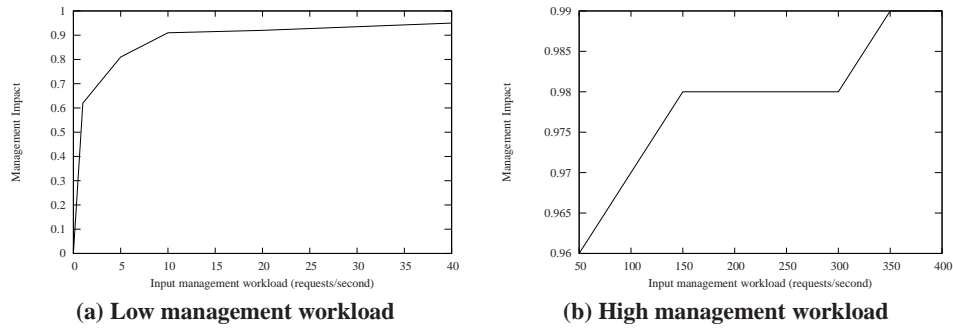 1
0.9
0.8
0.7
0.6
0.5
0.4
0.3
0.2
0.1
0
Management Impact
0 5 10 15 20 25 30 35 40
Input management workload (requests/second)
(a) Low management workload
0.99
0.985
0.98
0.975
0.97
0.965
0.96
Management Impact
50 100 150 200 250 300 350 400
Input management workload (requests/second)
(b) High management workload